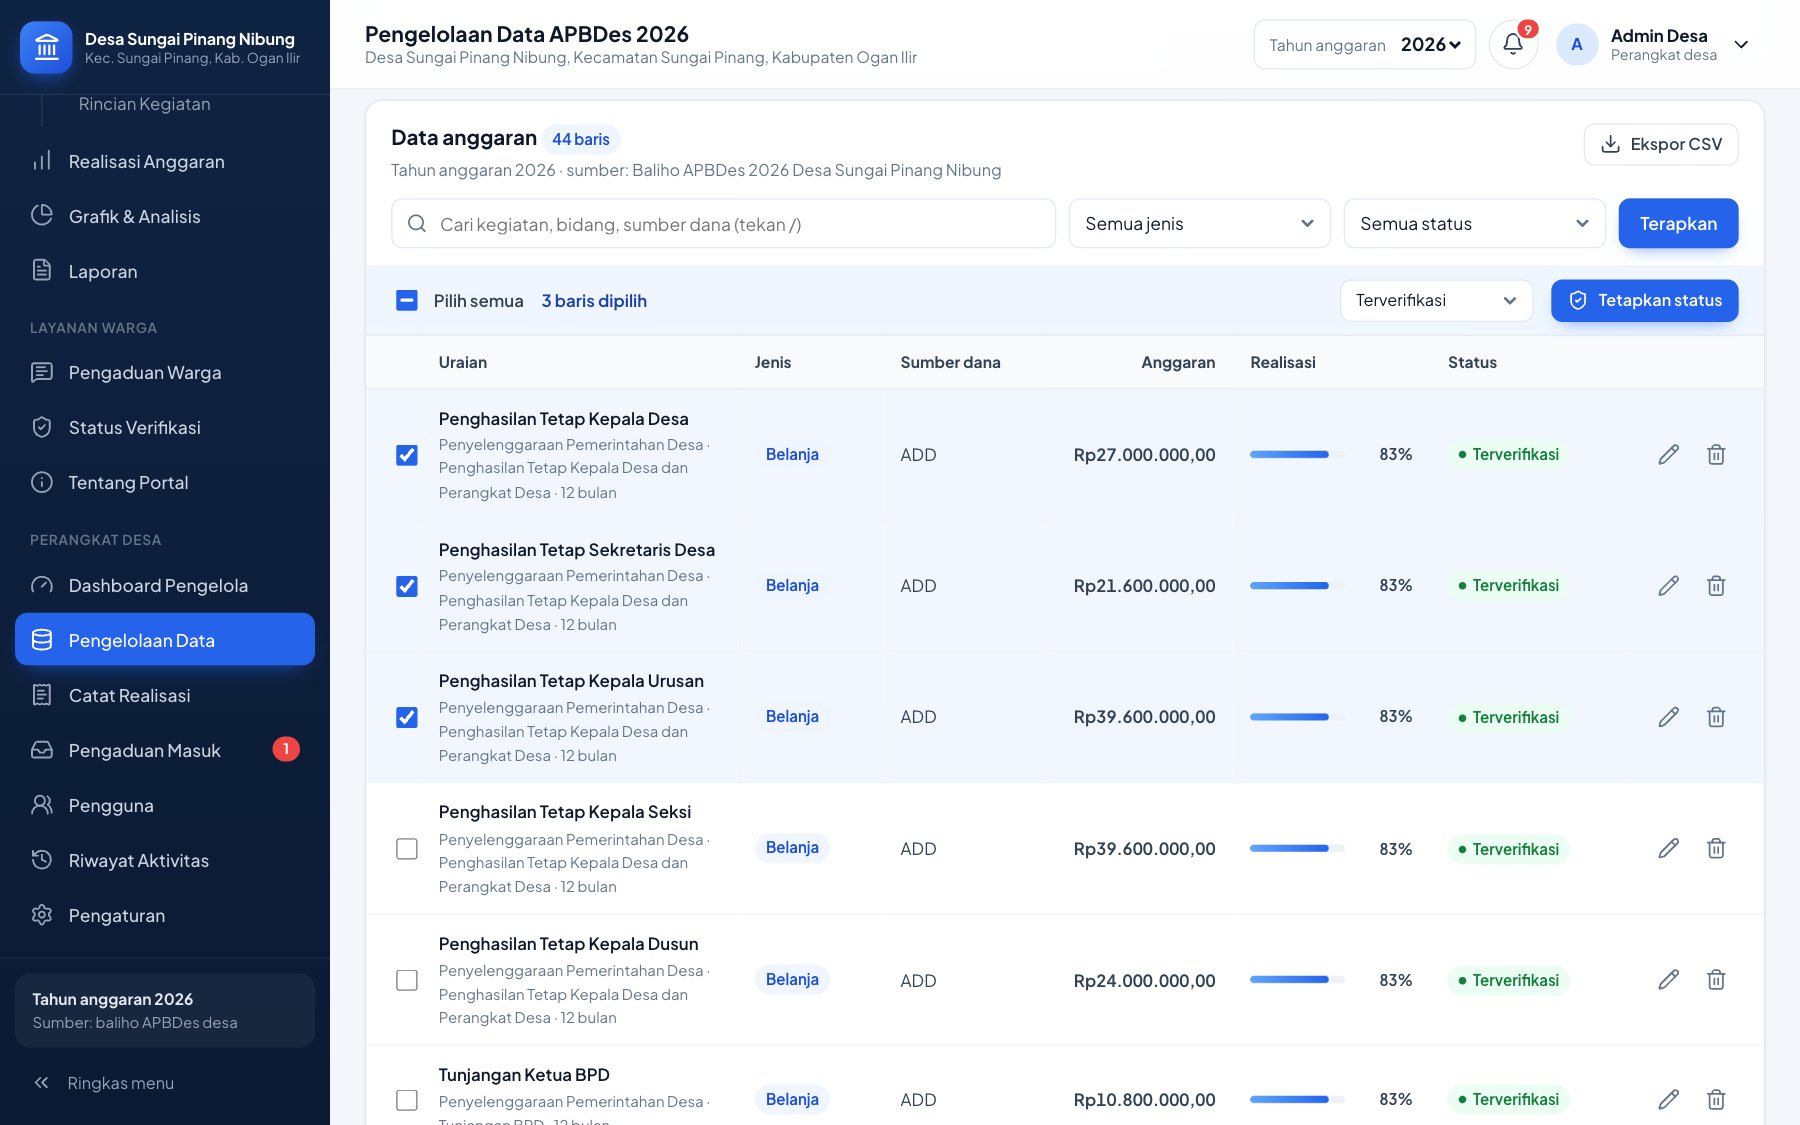 Desa Sungai Pinang Nibung
Kec. Sungai Pinang, Kab. Ogan Ilir
Rincian Kegiatan
Realisasi Anggaran
Grafik & Analisis
Laporan
LAYANAN WARGA
Pengaduan Warga
Status Verifikasi
Tentang Portal
PERANGKAT DESA
Dashboard Pengelola
Pengelolaan Data
Catat Realisasi
Pengaduan Masuk 1
Pengguna
Riwayat Aktivitas
Pengaturan
Tahun anggaran 2026
Sumber: baliho APBDes desa
Ringkas menu
Pengelolaan Data APBDes 2026
Desa Sungai Pinang Nibung, Kecamatan Sungai Pinang, Kabupaten Ogan Ilir
Tahun anggaran 2026
9
A
Admin Desa
Perangkat desa
Data anggaran 44 baris
Tahun anggaran 2026 · sumber: Baliho APBDes 2026 Desa Sungai Pinang Nibung
Ekspor CSV
Cari kegiatan, bidang, sumber dana (tekan /)
Semua jenis
Semua status
Terapkan
Pilih semua 3 baris dipilih
Terverifikasi
Tetapkan status
Uraian Jenis Sumber dana Anggaran Realisasi Status
Penghasilan Tetap Kepala Desa
Penyelenggaraan Pemerintahan Desa ·
Penghasilan Tetap Kepala Desa dan
Perangkat Desa · 12 bulan
Belanja ADD Rp27.000.000,00 83% Terverifikasi
Penghasilan Tetap Sekretaris Desa
Penyelenggaraan Pemerintahan Desa ·
Penghasilan Tetap Kepala Desa dan
Perangkat Desa · 12 bulan
Belanja ADD Rp21.600.000,00 83% Terverifikasi
Penghasilan Tetap Kepala Urusan
Penyelenggaraan Pemerintahan Desa ·
Penghasilan Tetap Kepala Desa dan
Perangkat Desa · 12 bulan
Belanja ADD Rp39.600.000,00 83% Terverifikasi
Penghasilan Tetap Kepala Seksi
Penyelenggaraan Pemerintahan Desa ·
Penghasilan Tetap Kepala Desa dan
Perangkat Desa · 12 bulan
Belanja ADD Rp39.600.000,00 83% Terverifikasi
Penghasilan Tetap Kepala Dusun
Penyelenggaraan Pemerintahan Desa ·
Penghasilan Tetap Kepala Desa dan
Perangkat Desa · 12 bulan
Belanja ADD Rp24.000.000,00 83% Terverifikasi
Tunjangan Ketua BPD
Penyelenggaraan Pemerintahan Desa ·
Tunjangan BPD · 12 bulan
Belanja ADD Rp10.800.000,00 83% Terverifikasi